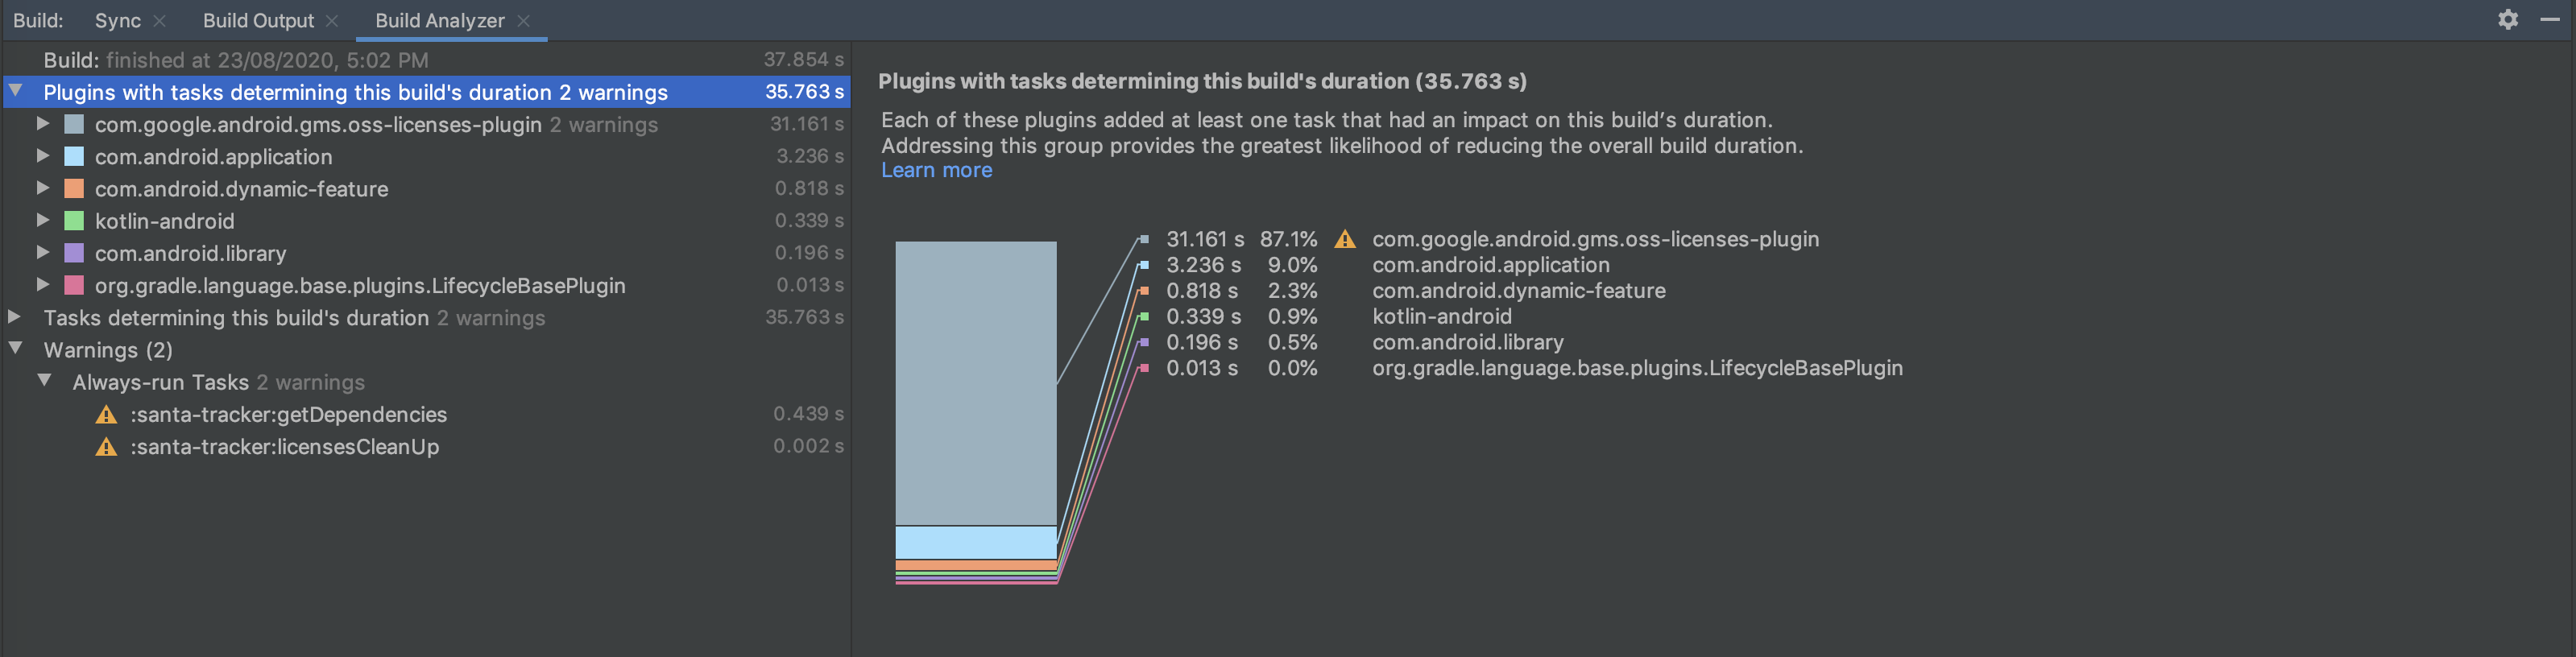 Build: Sync Build Output Build Analyzer
Build: finished at 23/08/2020, 5:02 PM 37.854 s
Plugins with tasks determining this build's duration 2 warnings 35.763 s
com.google.android.gms.oss-licenses-plugin 2 warnings 31.161 s
com.android.application 3.236 s
com.android.dynamic-feature 0.818 s
kotlin-android 0.339 s
com.android.library 0.196 s
org.gradle.language.base.plugins.LifecycleBasePlugin 0.013 s
Tasks determining this build's duration 2 warnings 35.763 s
Warnings (2)
Always-run Tasks 2 warnings
:santa-tracker:getDependencies 0.439 s
:santa-tracker:licensesCleanUp 0.002 s
Plugins with tasks determining this build's duration (35.763 s)
Each of these plugins added at least one task that had an impact on this build’s duration.
Addressing this group provides the greatest likelihood of reducing the overall build duration.
Learn more
31.161 s 87.1% com.google.android.gms.oss-licenses-plugin
3.236 s 9.0% com.android.application
0.818 s 2.3% com.android.dynamic-feature
0.339 s 0.9% kotlin-android
0.196 s 0.5% com.android.library
0.013 s 0.0% org.gradle.language.base.plugins.LifecycleBasePlugin